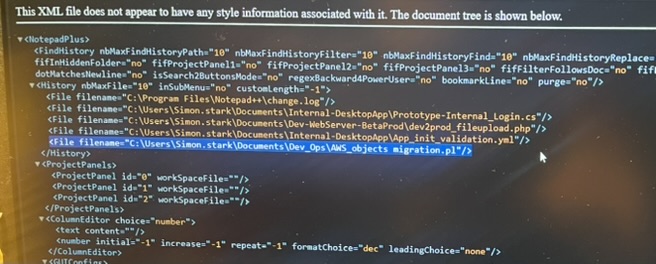 This XML file does not appear to have any style information associated with it. The document tree is shown below.
▼<NotepadPlus>
<FindHistory nbMaxFindHistoryPath="10" nbMaxFindHistoryFilter="10" nbMaxFindHistoryFind="10" nbMaxFindHistoryReplace=
fifInHiddenFolder="no" fifProjectPanel1="no" fifProjectPanel2="no" fifProjectPanel3="no" fifFilterFollowsDoc="no"
dotMatchesNewline="no" isSearch2ButtonsMode="no" regexBackward4PowerUser="no" bookmarkLine="no" purge="no"/>
▼<History nbMaxFile="10" inSubMenu="no" customLength="-1">
<File filename="C:\Program Files\Notepad++\change.log"/>
<File filename="C:\Users\Simon.stark\Documents\Internal-DesktopApp\Prototype-Internal_Login.cs"/>
<File filename="C:\Users\Simon.stark\Documents\Dev-WebServer-BetaProd\dev2prod_fileupload.php"/>
<File filename="C:\Users\Simon.stark\Documents\Internal-DesktopApp\App_init_validation.yml"/>
<File filename="C:\Users\Simon.stark\Documents\Dev_Ops\AWS_objects migration.pl"/>
</History>
▼<ProjectPanels>
<ProjectPanel id="0" workSpaceFile=""/>
<ProjectPanel id="1" workSpaceFile=""/>
<ProjectPanel id="2" workSpaceFile=""/>
</ProjectPanels>
▼<ColumnEditor choice="number">
<text content=""/>
<number initial="-1" increase="-1" repeat="-1" formatChoice="dec" leadingChoice="none"/>
</ColumnEditor>
▼<GUIConfigs>